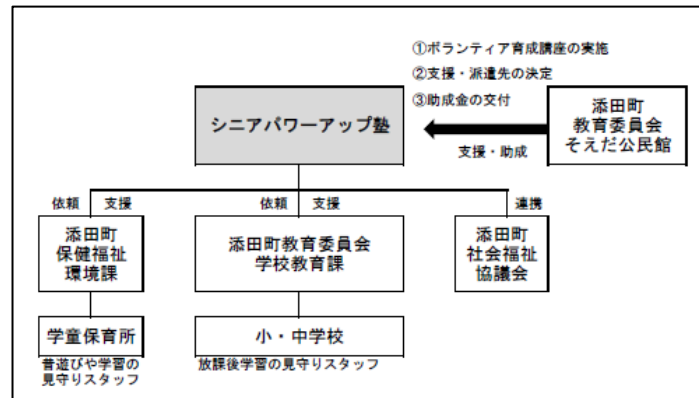 ①ボランティア育成講座の実施
②支援・派遣先の決定
③助成金の交付
シニアパワーアップ塾
添田町
教育委員会
そえだ公民館
支援・助成
依頼 支援
依頼 支援
連携
添田町
保健福祉
環境課
添田町教育委員会
学校教育課
添田町
社会福祉
協議会
学童保育所
小・中学校
昔遊びや学習の
見守りスタッフ
放課後学習の見守りスタッフ